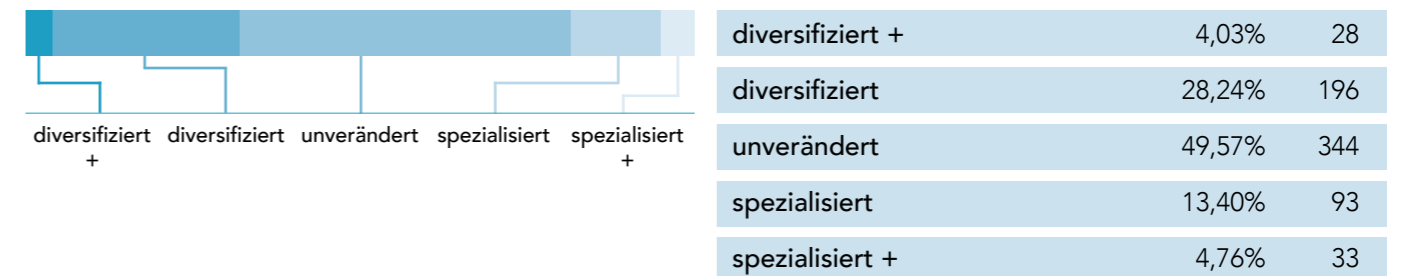 diversifiziert + diversifiziert unverändert spezialisiert spezialisiert +
diversifiziert + 4,03% 28
diversifiziert 28,24% 196
unverändert 49,57% 344
spezialisiert 13,40% 93
spezialisiert + 4,76% 33